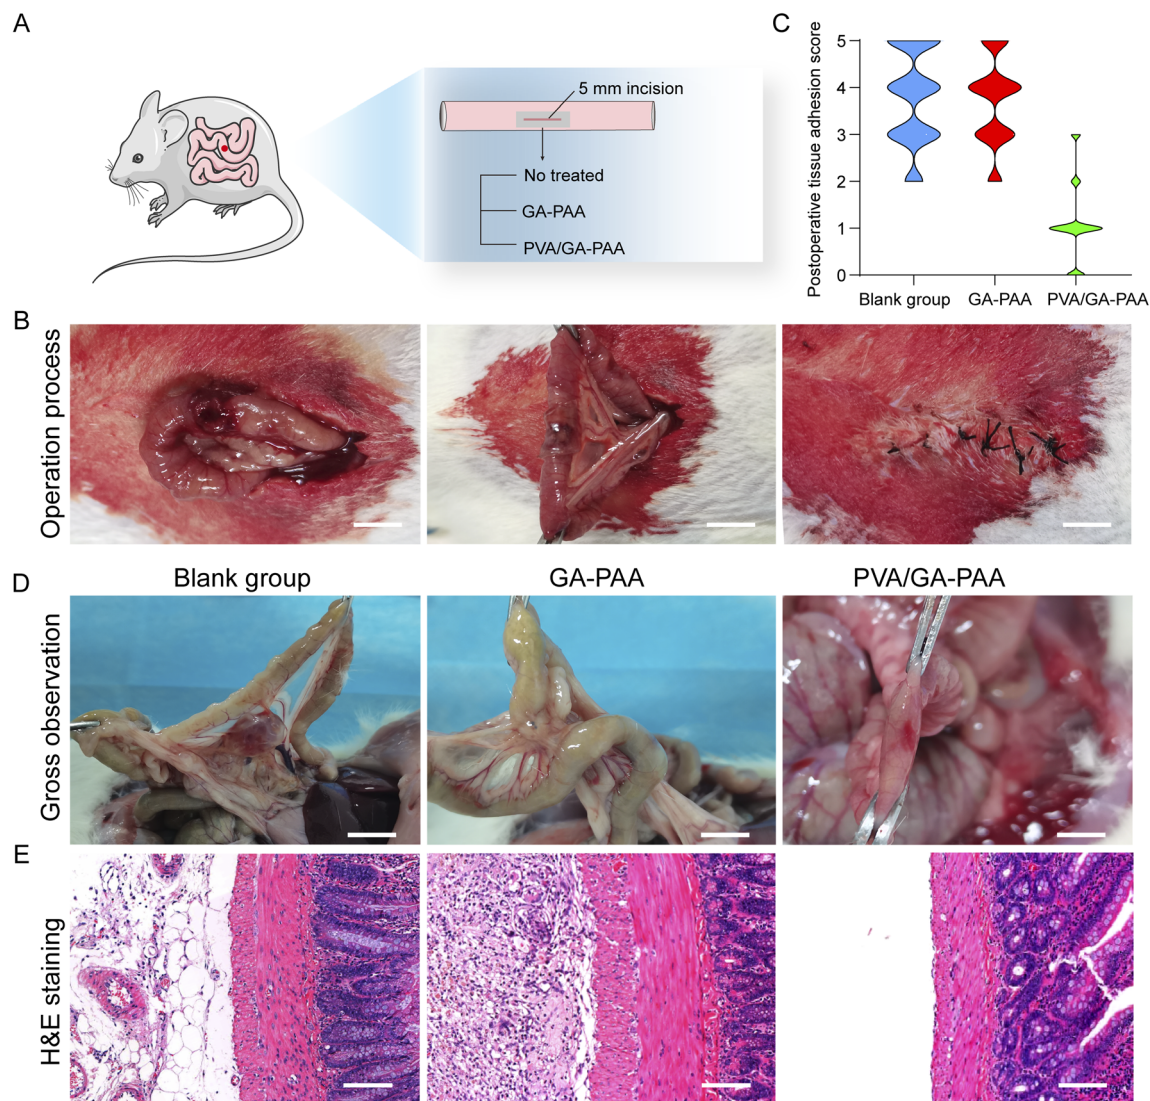 A
5 mm incision
No treated
GA-PAA
PVA/GA-PAA
C
Postoperative tissue adhesion score
5
4
3
2
1
0
Blank group
GA-PAA
PVA/GA-PAA
B
Operation process
D
Blank group
GA-PAA
PVA/GA-PAA
Gross observation
E
H&E staining